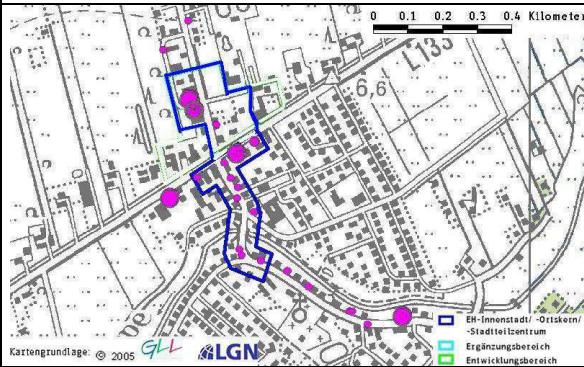 0 0.1 0.2 0.3 0.4 Kilometer
L133
6,6
EH-Innenstadt/ -Ortskern/
-Stadtteilzentrum
Ergänzungsbereich
Entwicklungsbereich
Kartengrundlage: © 2005 GLL LGN